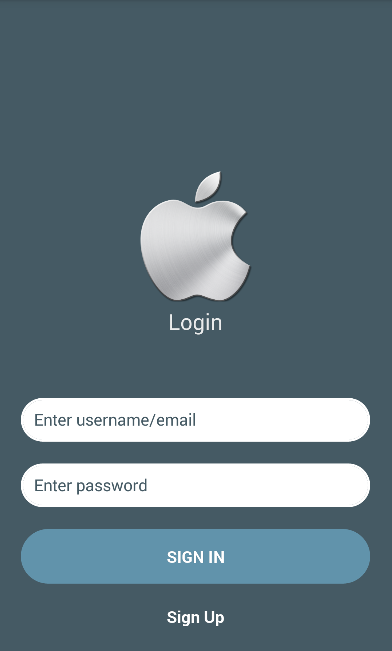 Login
Enter username/email
Enter password
SIGN IN
Sign Up